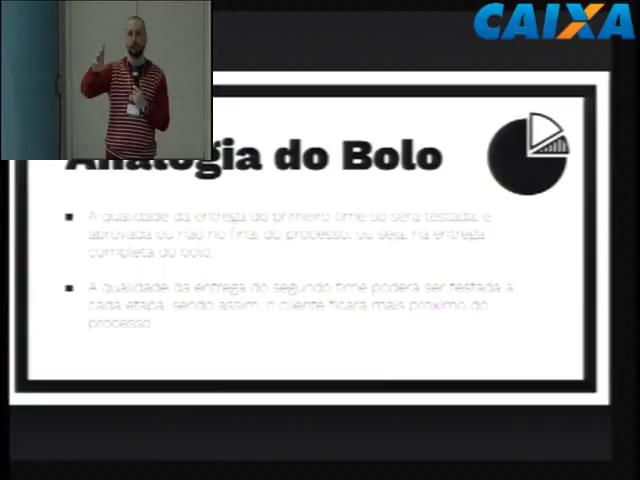 CAIXA
Analogia do Bolo
A qualidade da entrega do primeiro time só será testada, e
aprovada ou não no final do processo, ou seja, na entrega
completa do bolo.
A qualidade da entrega do segundo time poderá ser testada a
cada etapa, sendo assim, o cliente ficará mais próximo do
processo.